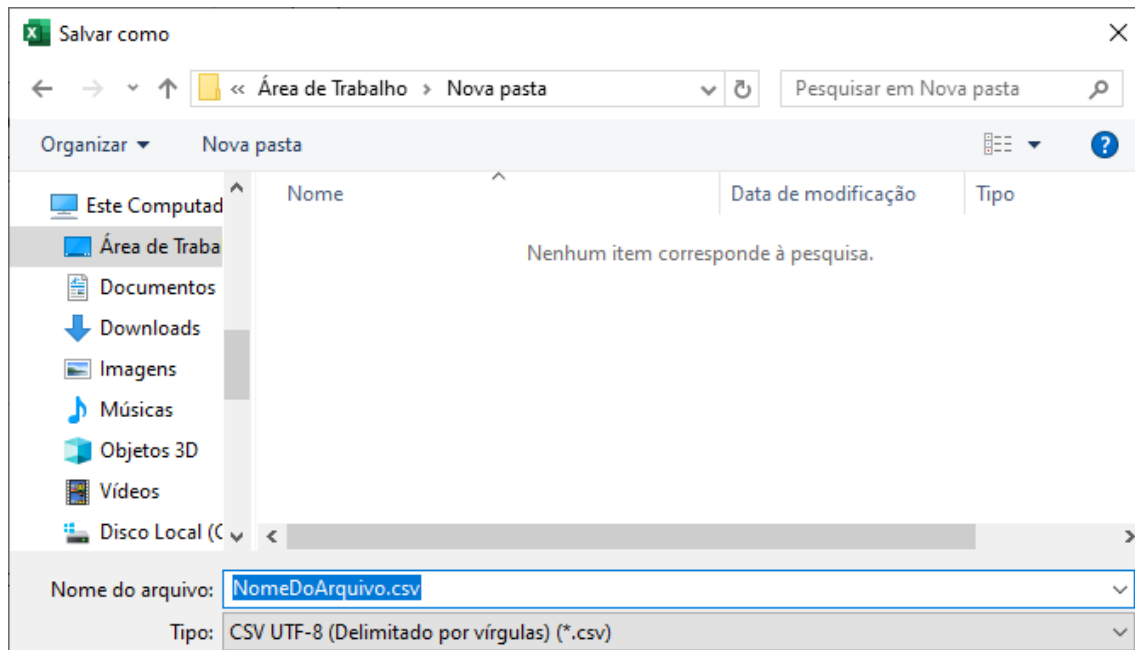 Salvar como
« Área de Trabalho > Nova pasta
Pesquisar em Nova pasta
Organizar
Nova pasta
Nome
Data de modificação
Tipo
Nenhum item corresponde à pesquisa.
Este Computad
Área de Traba
Documentos
Downloads
Imagens
Músicas
Objetos 3D
Vídeos
Disco Local (C
Nome do arquivo: NomeDoArquivo.csv
Tipo: CSV UTF-8 (Delimitado por vírgulas) (*.csv)